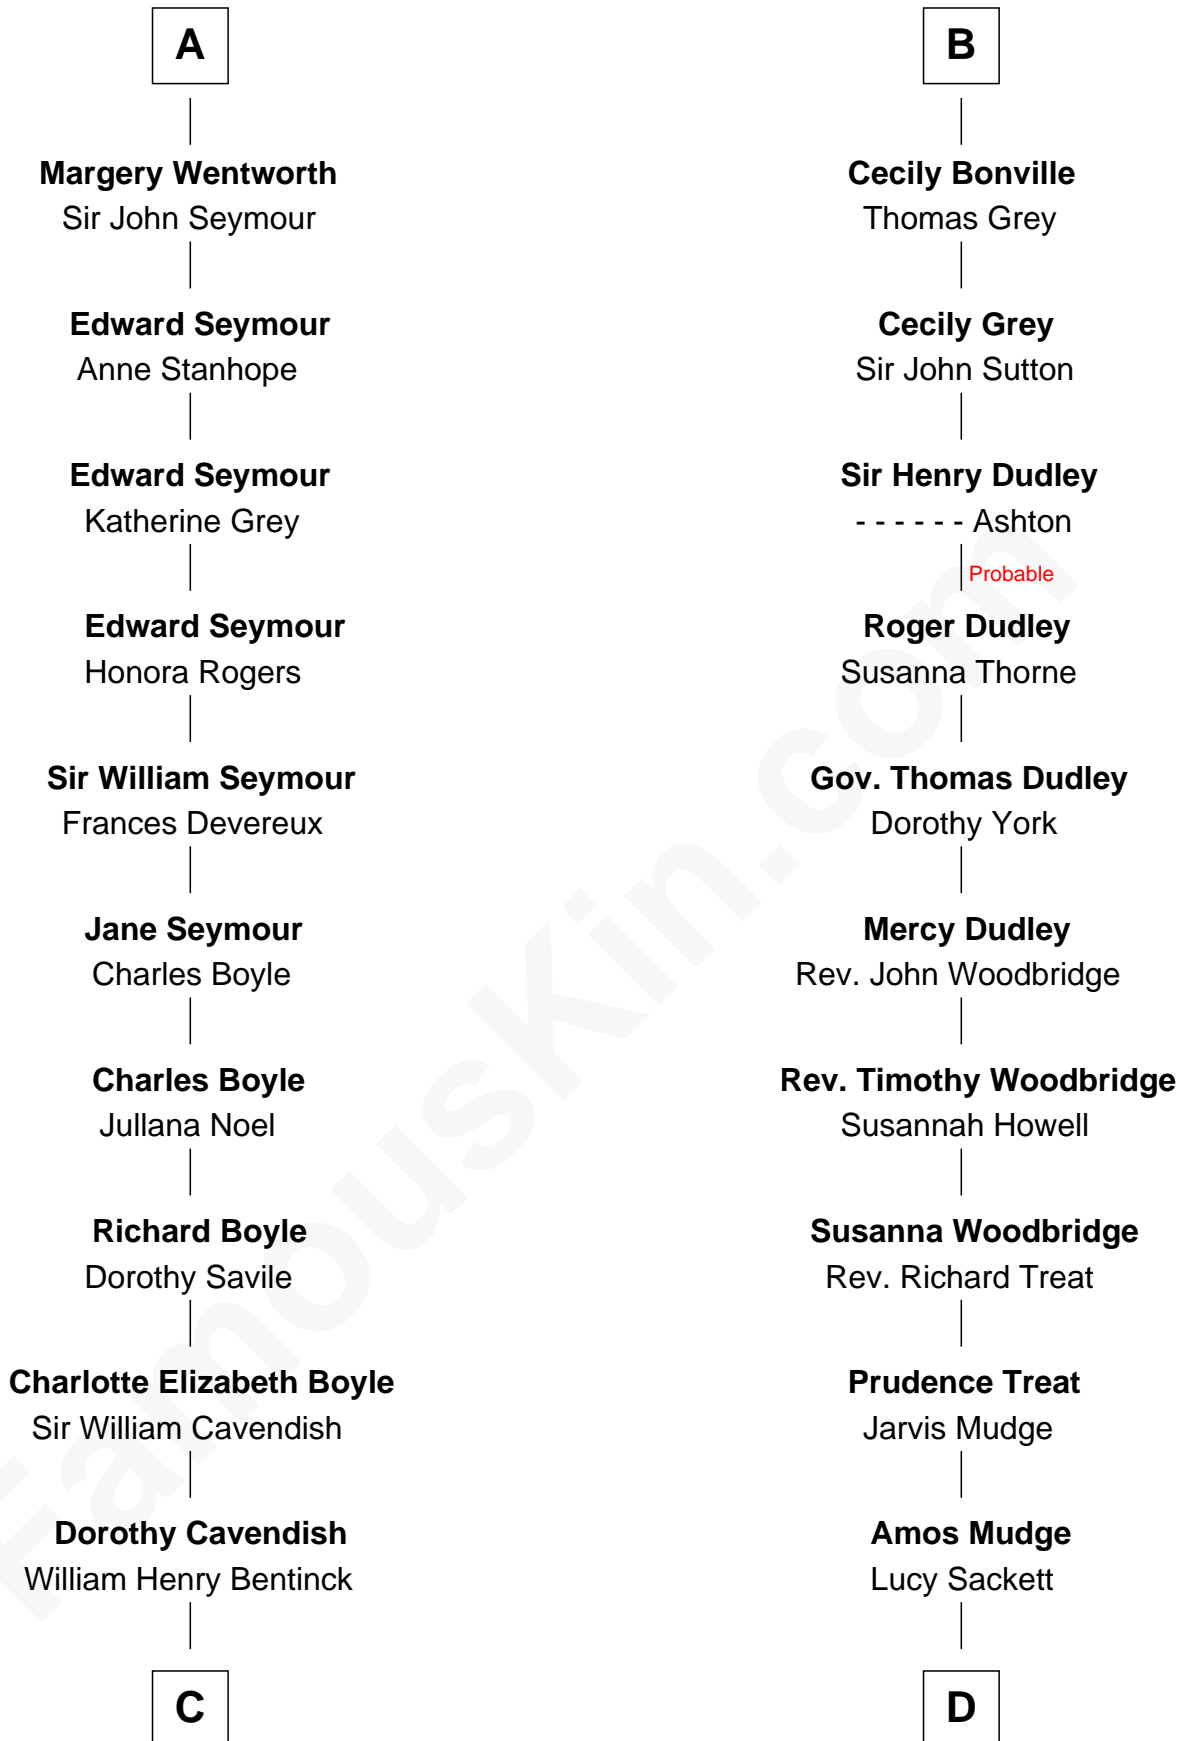 A
Margery Wentworth
Sir John Seymour
Edward Seymour
Anne Stanhope
Edward Seymour
Katherine Grey
Edward Seymour
Honora Rogers
Sir William Seymour
Frances Devereux
Jane Seymour
Charles Boyle
Charles Boyle
Jullana Noel
Richard Boyle
Dorothy Savile
Charlotte Elizabeth Boyle
Sir William Cavendish
Dorothy Cavendish
William Henry Bentinck
C
B
Cecily Bonville
Thomas Grey
Cecily Grey
Sir John Sutton
Sir Henry Dudley
- - - - - - Ashton
Probable
Roger Dudley
Susanna Thorne
Gov. Thomas Dudley
Dorothy York
Mercy Dudley
Rev. John Woodbridge
Rev. Timothy Woodbridge
Susannah Howell
Susanna Woodbridge
Rev. Richard Treat
Prudence Treat
Jarvis Mudge
Amos Mudge
Lucy Sackett
D
FamousKin.com